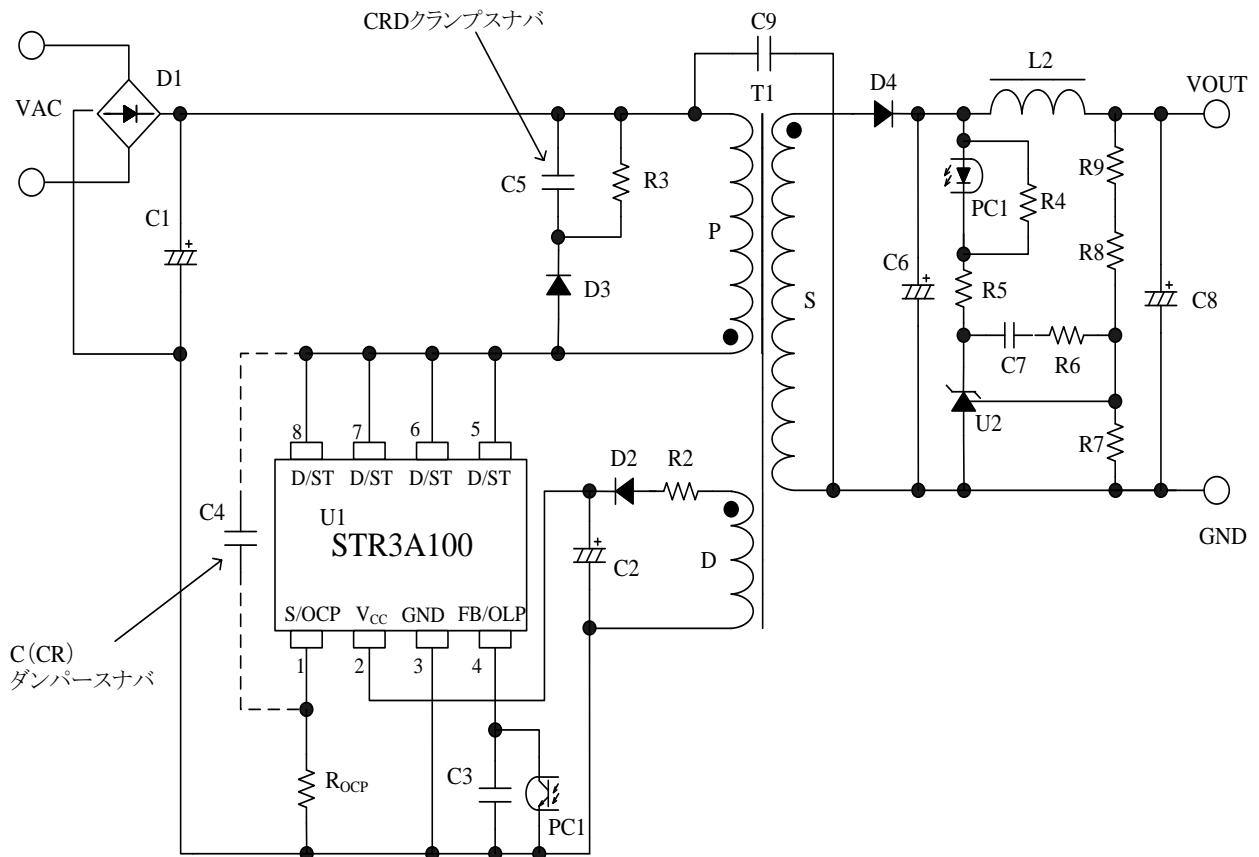 CRDクランプスナバ
C9
D1
VAC
T1
D4
L2
VOUT
C1
C5
R3
P
S
PC1
R4
R9
R8
C6
R5
C8
D3
C7
R6
U2
R7
8
7
6
5
D/ST
D/ST
D/ST
D/ST
D2
R2
C4
U1
STR3A100
C2
D
GND
S/OCP
VCC
GND
FB/OLP
1
2
3
4
C(CR)
ダンパースナバ
ROCP
C3
PC1